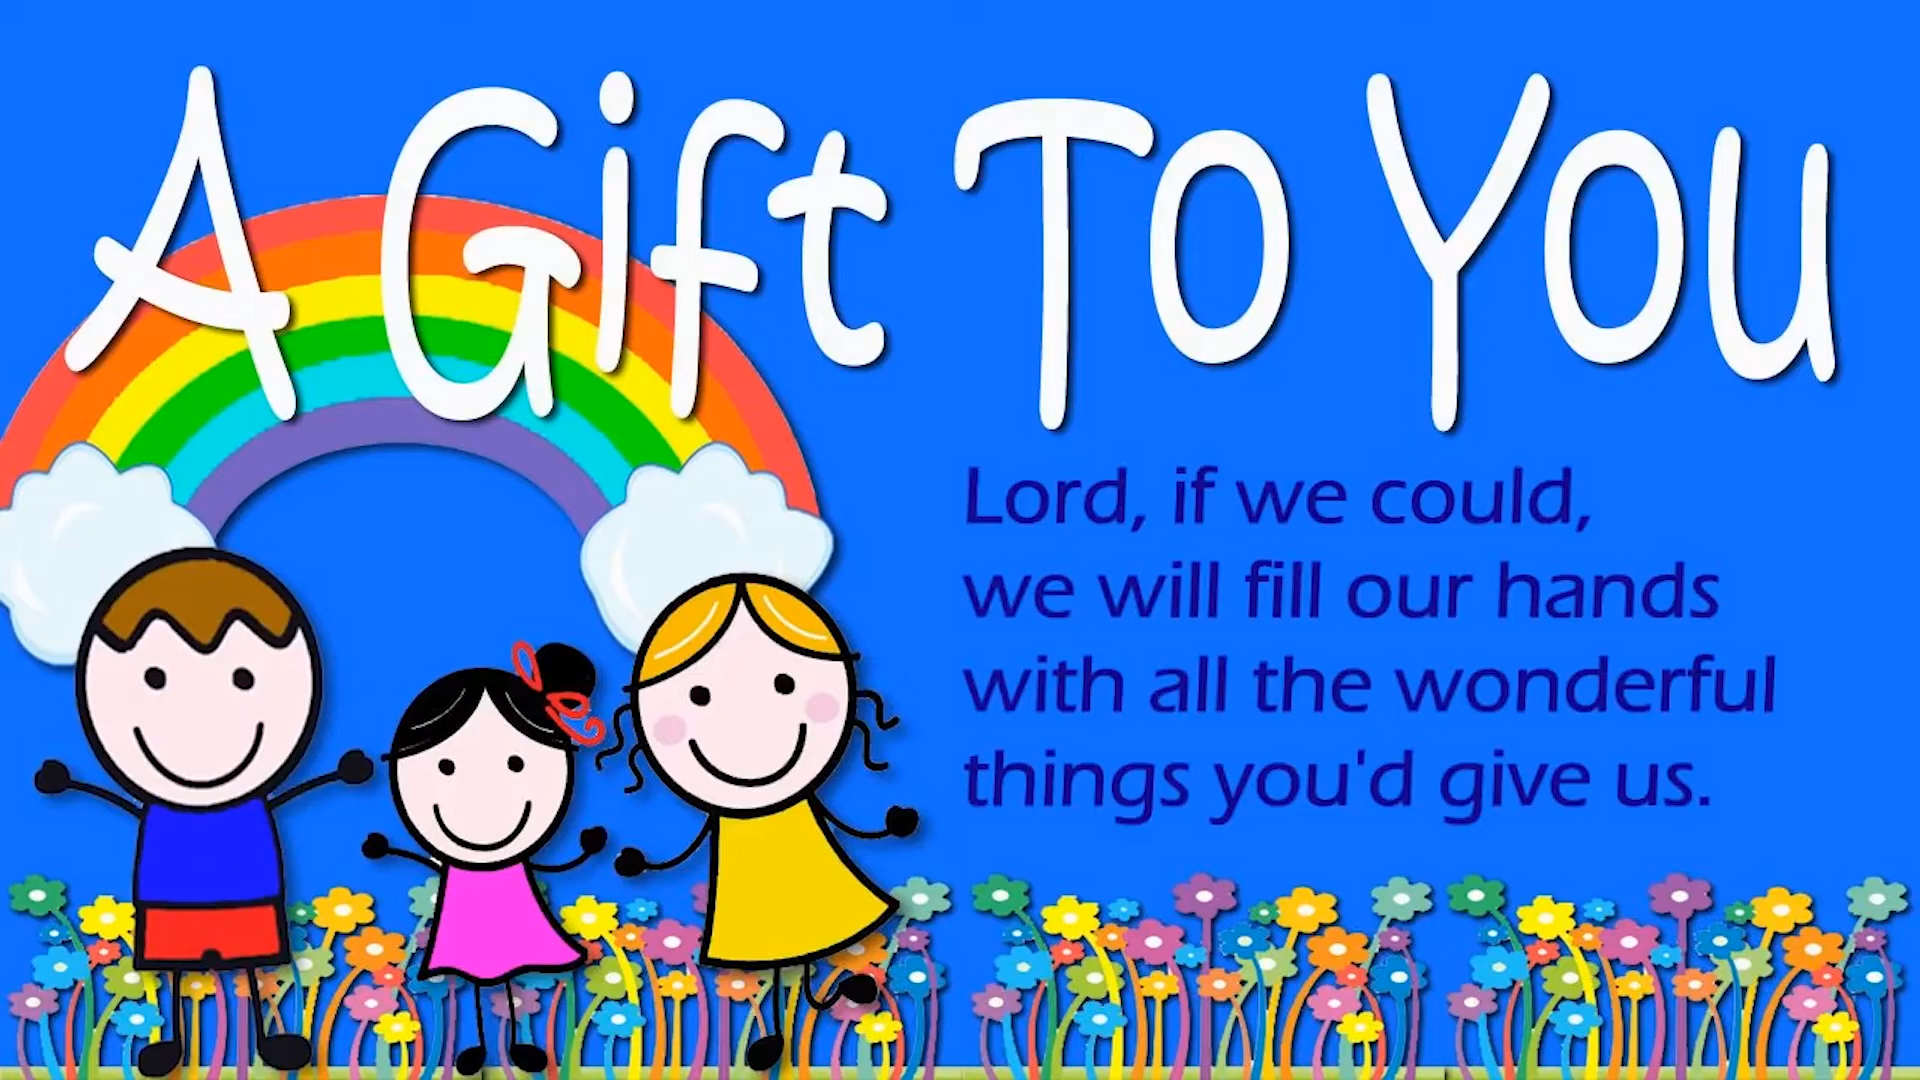 A Gift To You
Lord, if we could,
we will fill our hands
with all the wonderful
things you'd give us.